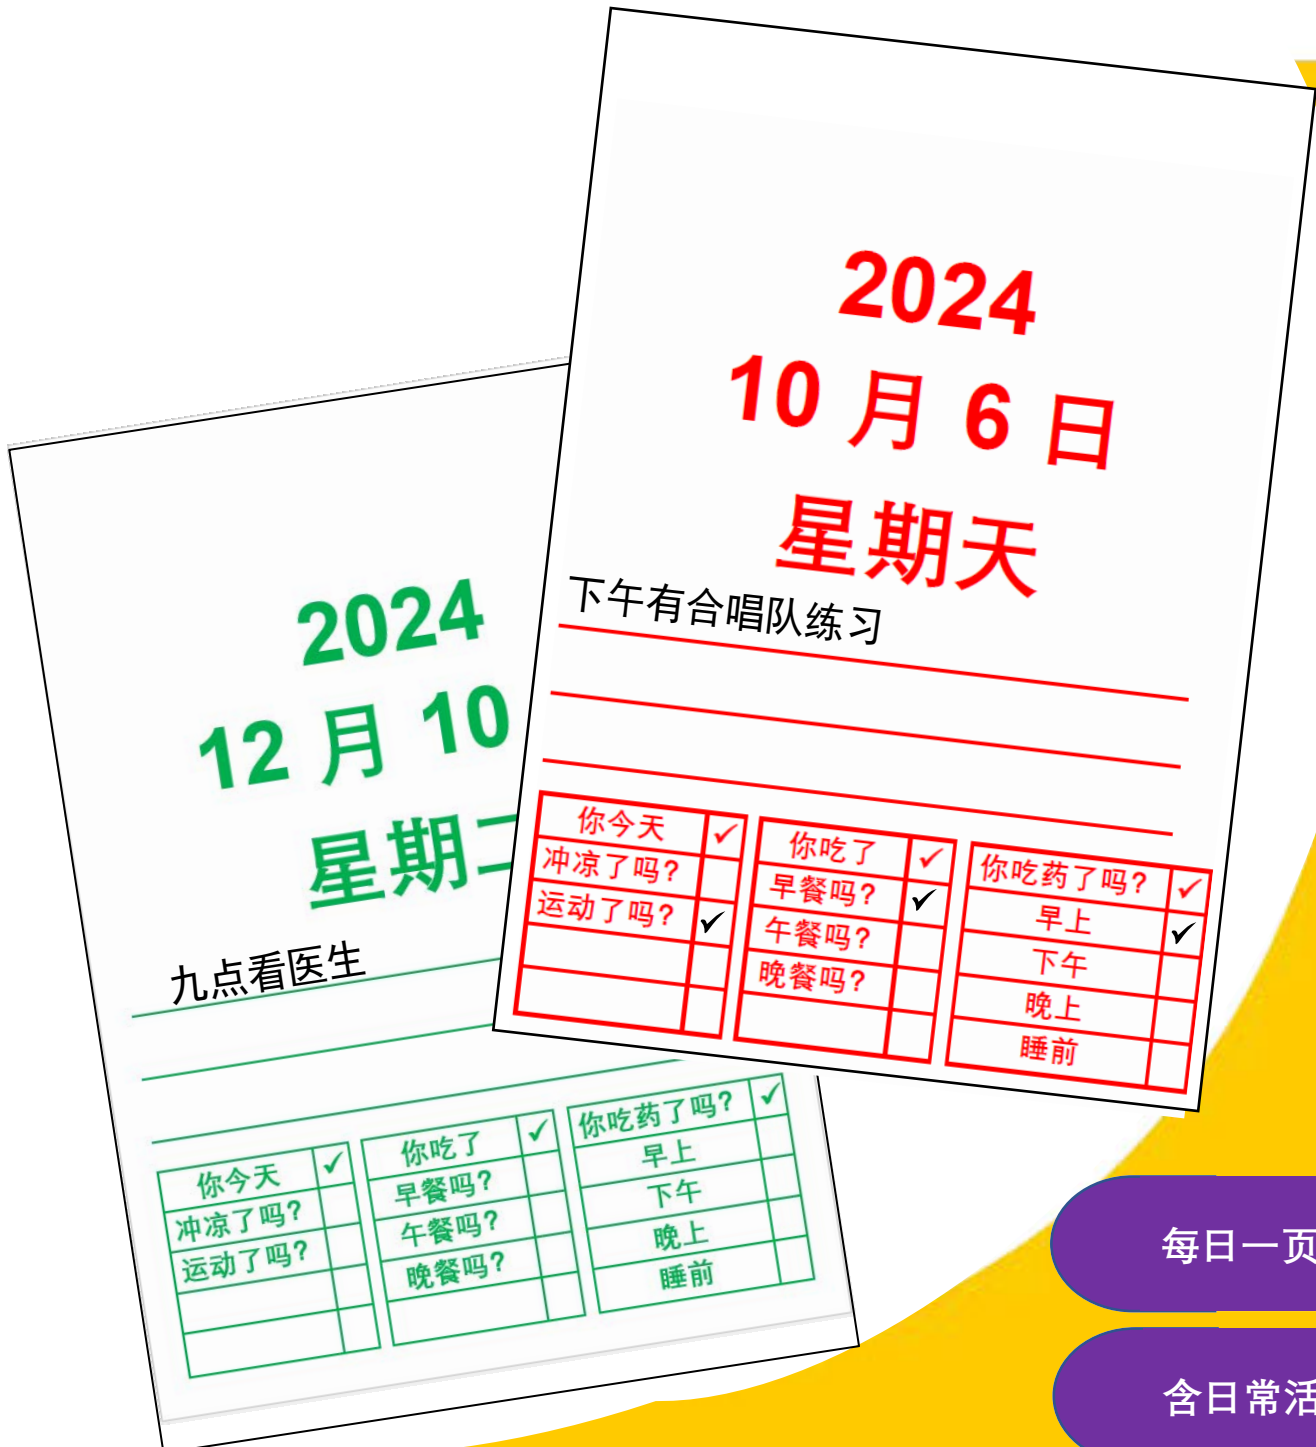 2024
10 月 6 日
星期天
下午有合唱队练习
你今天 ✓
冲凉了吗?
运动了吗? ✓
你吃了 ✓
早餐吗? ✓
午餐吗?
晚餐吗?
你吃药了吗? ✓
早上 ✓
下午
晚上
睡前
2024
12 月 10
星期二
九点看医生
你今天 ✓
冲凉了吗?
运动了吗?
你吃了 ✓
早餐吗?
午餐吗?
晚餐吗?
你吃药了吗? ✓
早上
下午
晚上
睡前
每日一页
含日常活